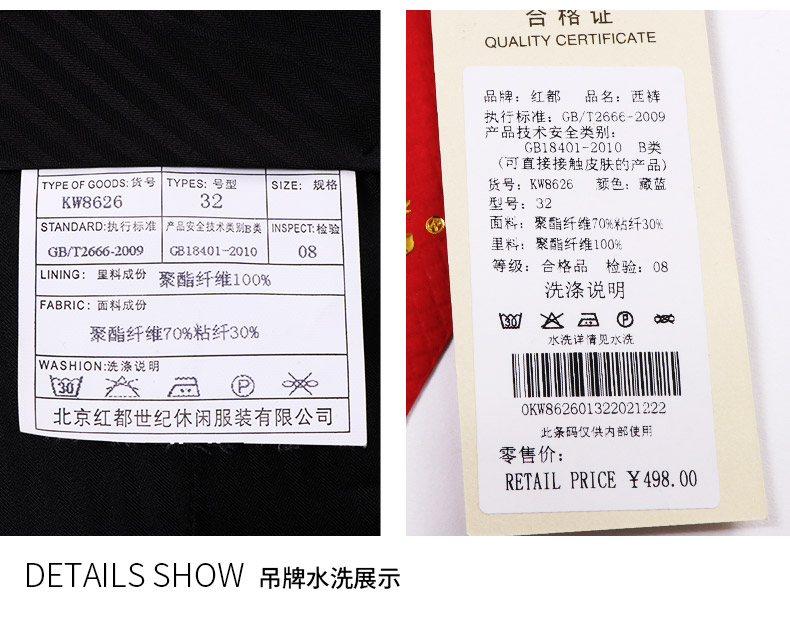 TYPE OF GOODS: 货号 TYPES: 号型 SIZE: 规格
KW8626 32
STANDARD:执行标准 产品安全技术类别B类 INSPECT:检验
GB/T2666-2009 GB18401-2010 08
LINING: 里料成份 聚酯纤维100%
FABRIC: 面料成份
聚酯纤维70%粘纤30%
WASHION:洗涤说明
30 P
北京红都世纪休闲服装有限公司
合格证
QUALITY CERTIFICATE
品牌: 红都 品名: 西裤
执行标准: GB/T2666-2009
产品技术安全类别:
GB18401-2010 B类
(可直接接触皮肤的产品)
货号: KW8626 颜色: 藏蓝
型号: 32
面料: 聚酯纤维70%粘纤30%
里料: 聚酯纤维100%
等级: 合格品 检验: 08
洗涤说明
30 P
水洗详情见水洗
0KW862601322021222
此条码仅供内部使用
零售价:
RETAIL PRICE ¥498.00
DETAILS SHOW 吊牌水洗展示